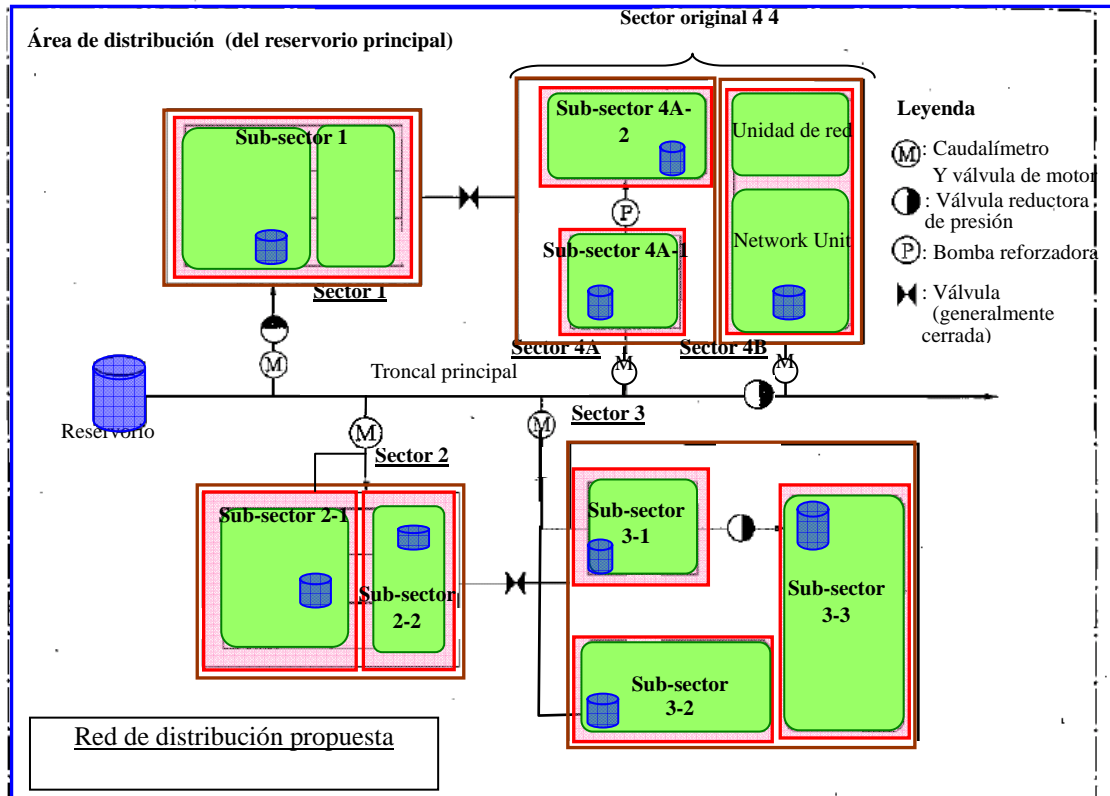 Sector original 4 4
Área de distribución (del reservorio principal)
Sub-sector 1
Sector 1
Sub-sector 4A-
2
P
Sub-sector 4A-1
Sector 4A
Unidad de red
Network Unit
Sector 4B
Leyenda
M : Caudalímetro
Y válvula de motor
: Válvula reductora
de presión
P : Bomba reforzadora
: Válvula
(generalmente
cerrada)
M
M
M
Troncal principal
Reservorio
M
Sector 2
M
Sector 3
Sub-sector 2-1
Sub-sector
2-2
Sub-sector
3-1
Sub-sector
3-2
Sub-sector
3-3
Red de distribución propuesta